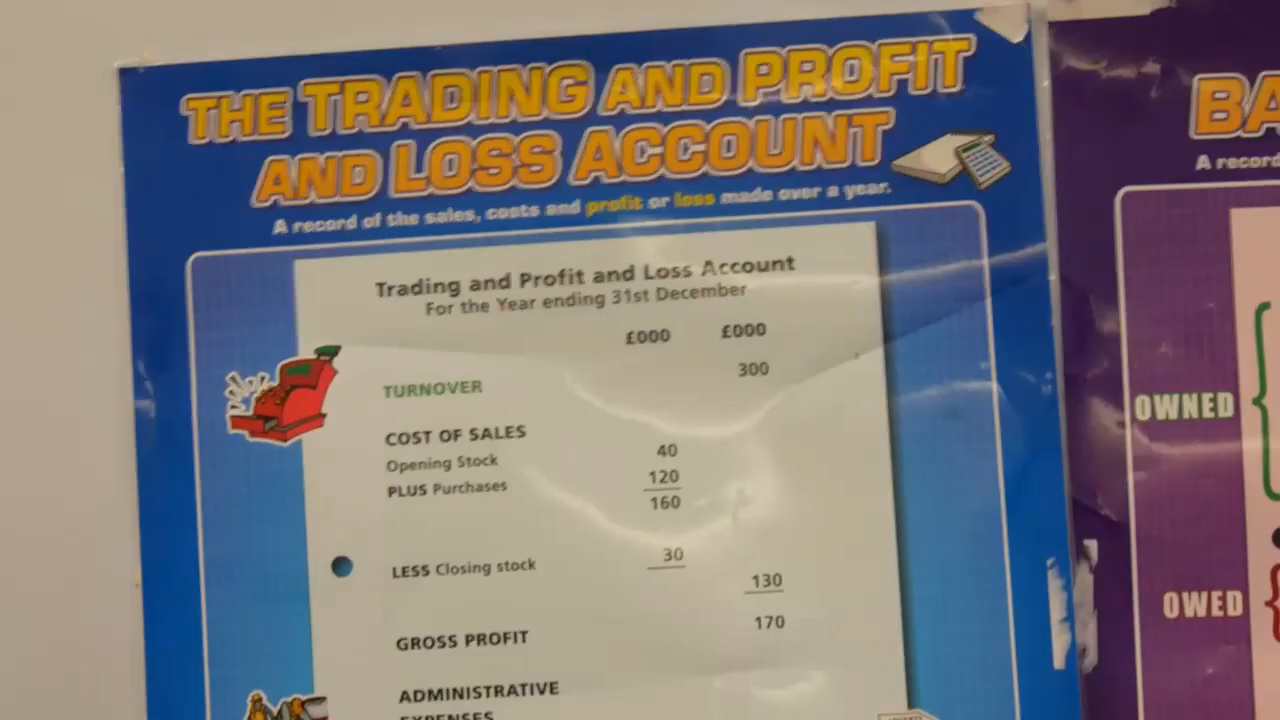 THE TRADING AND PROFIT
AND LOSS ACCOUNT
A record of the sales, costs and profit or loss made over a year.
Trading and Profit and Loss Account
For the Year ending 31st December
£000 £000
TURNOVER 300
COST OF SALES
Opening Stock 40
PLUS Purchases 120
160
LESS Closing stock 30
130
GROSS PROFIT 170
ADMINISTRATIVE
EXPENSES
BA
A record
OWNED
OWED